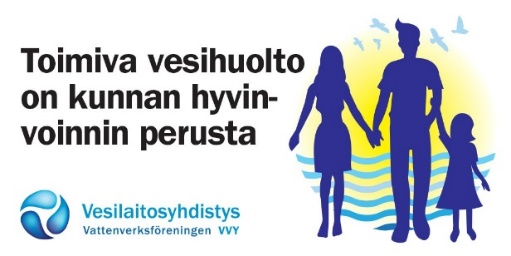 Toimiva vesihuolto
on kunnan hyvin-
voinnin perusta
Vesilaitosyhdistys
Vattenverksföreningen VVY